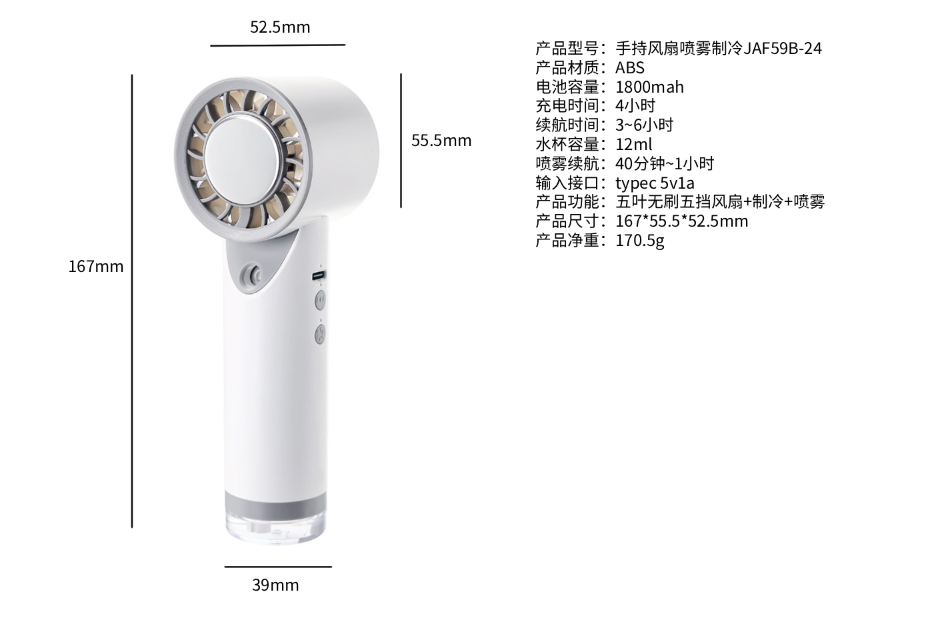 52.5mm
55.5mm
167mm
39mm
产品型号：手持风扇喷雾制冷JAF59B-24
产品材质：ABS
电池容量：1800mah
充电时间：4小时
续航时间：3~6小时
水杯容量：12ml
喷雾续航：40分钟~1小时
输入接口：typec 5v1a
产品功能：五叶无刷五挡风扇+制冷+喷雾
产品尺寸：167*55.5*52.5mm
产品净重：170.5g